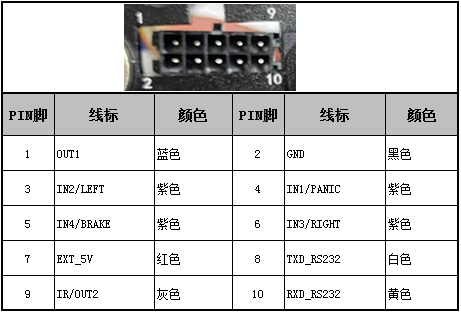 1 9
2 10
PIN脚 线标 颜色 PIN脚 线标 颜色
1 OUT1 蓝色 2 GND 黑色
3 IN2/LEFT 紫色 4 IN1/PANIC 紫色
5 IN4/BRAKE 紫色 6 IN3/RIGHT 紫色
7 EXT_5V 红色 8 TXD_RS232 白色
9 IR/OUT2 灰色 10 RXD_RS232 黄色